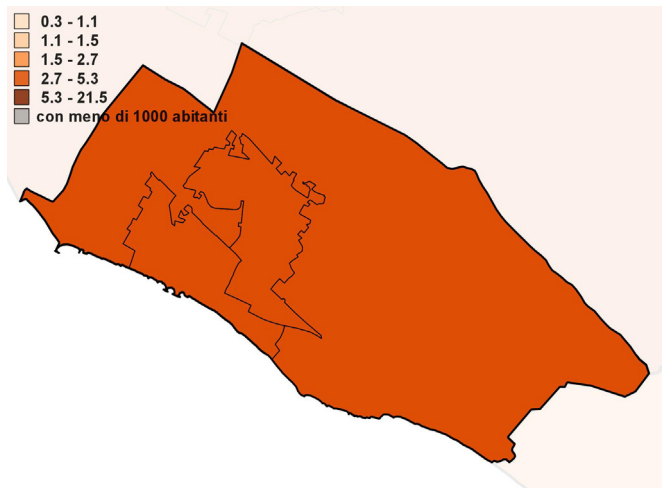 0.3 - 1.1
1.1 - 1.5
1.5 - 2.7
2.7 - 5.3
5.3 - 21.5
con meno di 1000 abitanti